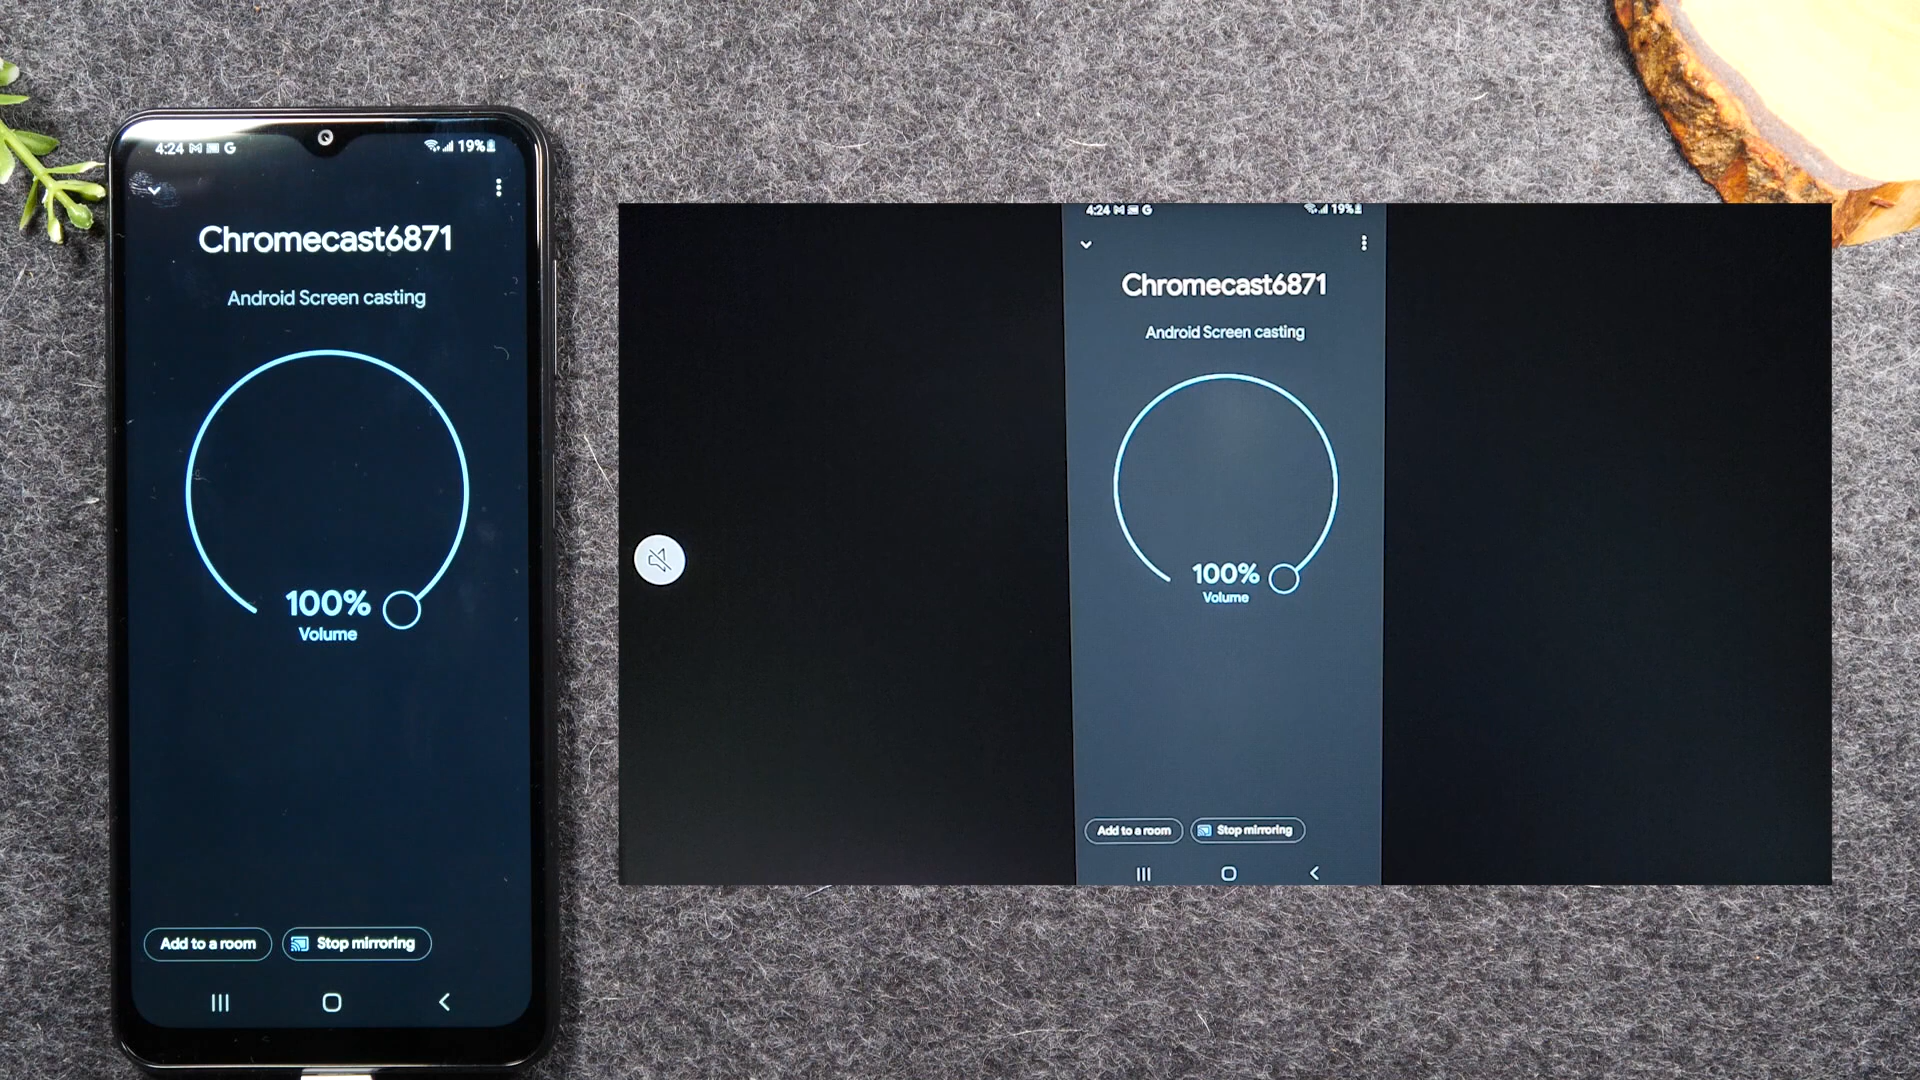 4:24 M G 19%
Chromecast6871
Android Screen casting
100%
Volume
Add to a room Stop mirroring
4:24 M G 19%
Chromecast6871
Android Screen casting
100%
Volume
Add to a room Stop mirroring